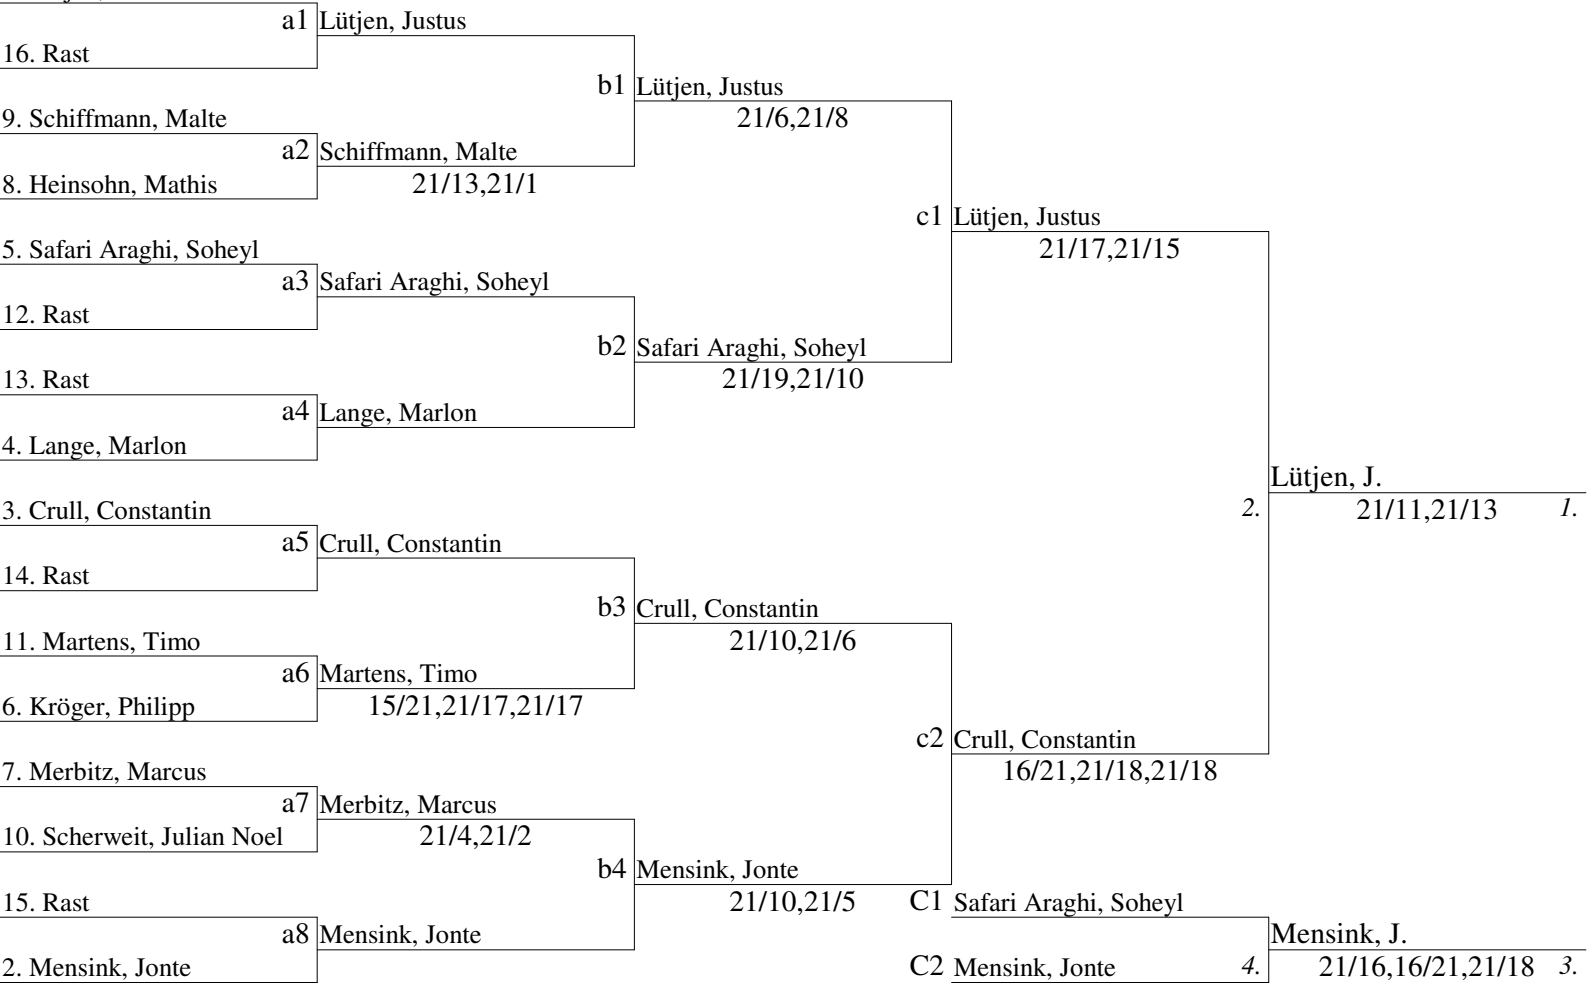 a1 Lütjen, Justus
16. Rast
b1 Lütjen, Justus
21/6,21/8
9. Schiffmann, Malte
a2 Schiffmann, Malte
8. Heinsohn, Mathis
21/13,21/1
c1 Lütjen, Justus
21/17,21/15
5. Safari Araghi, Soheyl
a3 Safari Araghi, Soheyl
12. Rast
b2 Safari Araghi, Soheyl
21/19,21/10
13. Rast
a4 Lange, Marlon
4. Lange, Marlon
Lütjen, J.
2. 21/11,21/13 1.
3. Crull, Constantin
a5 Crull, Constantin
14. Rast
b3 Crull, Constantin
21/10,21/6
11. Martens, Timo
a6 Martens, Timo
6. Kröger, Philipp
15/21,21/17,21/17
c2 Crull, Constantin
16/21,21/18,21/18
7. Merbitz, Marcus
a7 Merbitz, Marcus
10. Scherweit, Julian Noel
21/4,21/2
b4 Mensink, Jonte
21/10,21/5
15. Rast
a8 Mensink, Jonte
2. Mensink, Jonte
C1 Safari Araghi, Soheyl
Mensink, J.
C2 Mensink, Jonte 4. 21/16,16/21,21/18 3.